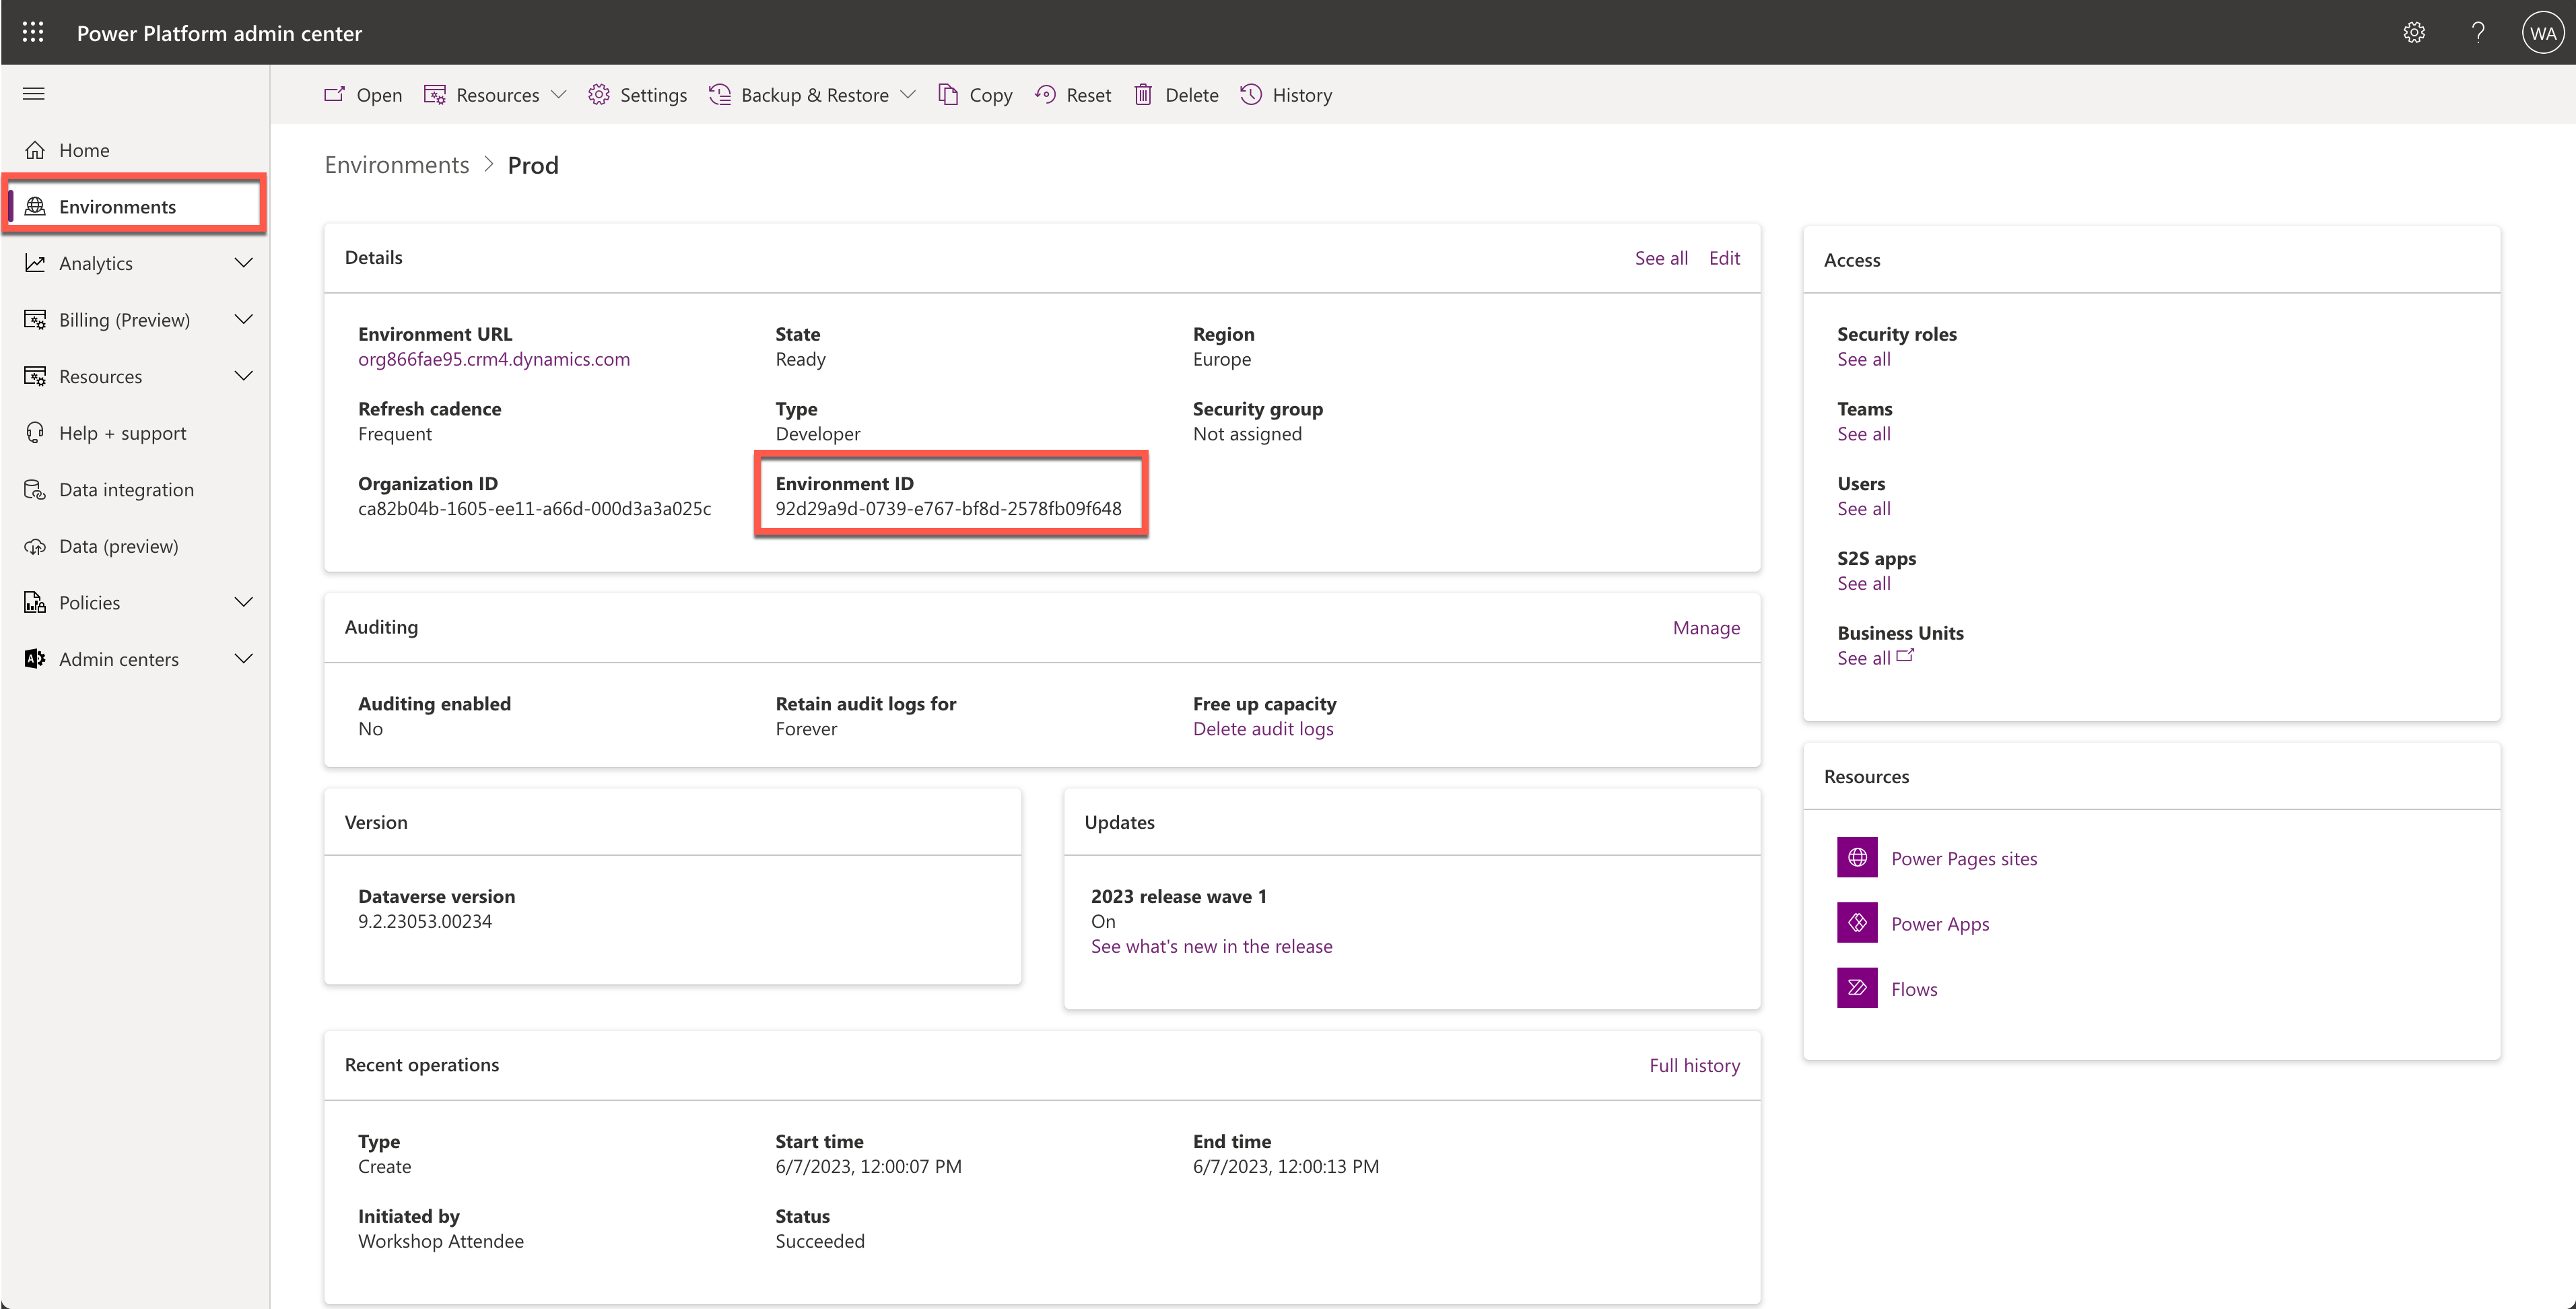 Power Platform admin center
?
WA
Open
Resources
Settings
Backup & Restore
Copy
Reset
Delete
History
Home
Environments
Analytics
Billing (Preview)
Resources
Help + support
Data integration
Data (preview)
Policies
Admin centers
Environments > Prod
Details
See all
Edit
Environment URL
org866fae95.crm4.dynamics.com
State
Ready
Region
Europe
Refresh cadence
Frequent
Type
Developer
Security group
Not assigned
Organization ID
ca82b04b-1605-ee11-a66d-000d3a3a025c
Environment ID
92d29a9d-0739-e767-bf8d-2578fb09f648
Auditing
Manage
Auditing enabled
No
Retain audit logs for
Forever
Free up capacity
Delete audit logs
Version
Dataverse version
9.2.23053.00234
Updates
2023 release wave 1
On
See what's new in the release
Recent operations
Full history
Type
Create
Start time
6/7/2023, 12:00:07 PM
End time
6/7/2023, 12:00:13 PM
Initiated by
Workshop Attendee
Status
Succeeded
Access
Security roles
See all
Teams
See all
Users
See all
S2S apps
See all
Business Units
See all
Resources
Power Pages sites
Power Apps
Flows